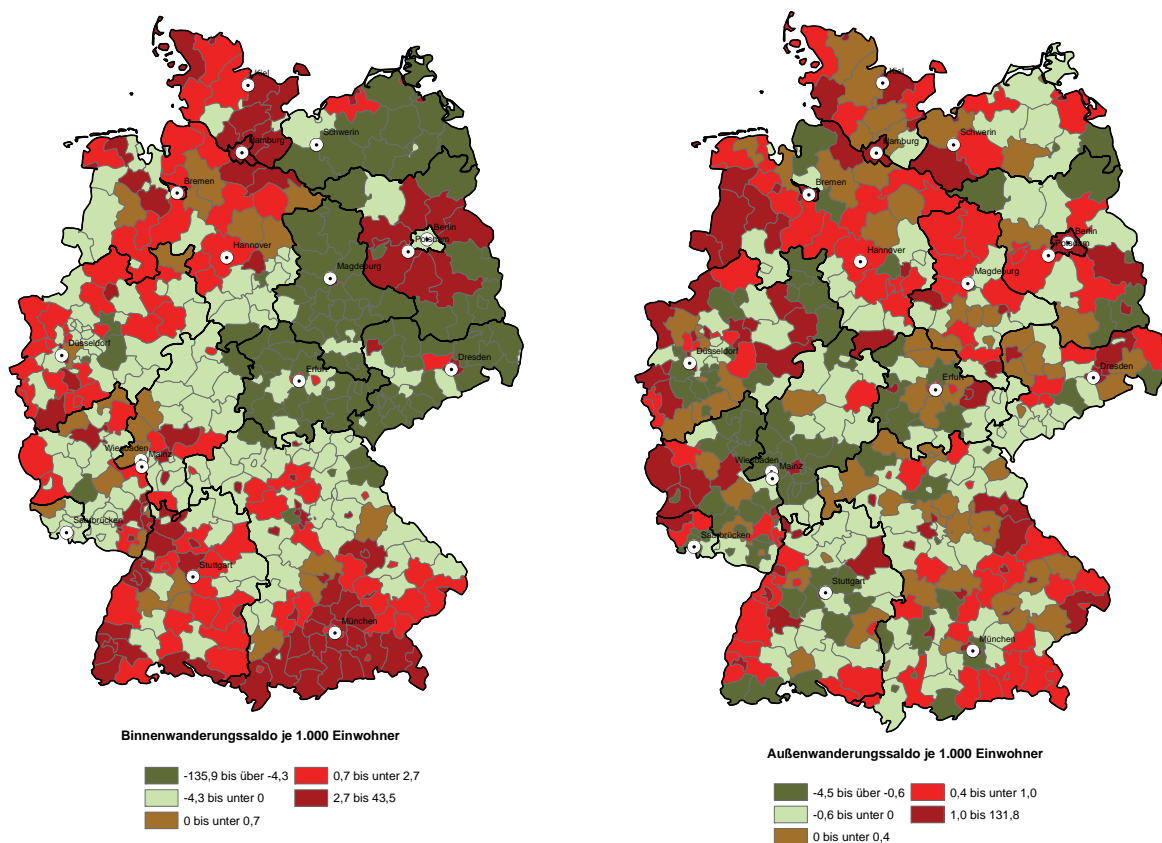 Kiel
Schwerin
Hamburg
Bremen
Berlin
Potsdam
Hannover
Magdeburg
Düsseldorf
Dresden
Erfurt
Wiesbaden
Mainz
Saarbrücken
Stuttgart
München
Binnenwanderungssaldo je 1.000 Einwohner
-135,9 bis über -4,3
0,7 bis unter 2,7
-4,3 bis unter 0
2,7 bis 43,5
0 bis unter 0,7
Kiel
Schwerin
Hamburg
Bremen
Berlin
Potsdam
Hannover
Magdeburg
Düsseldorf
Dresden
Erfurt
Wiesbaden
Mainz
Saarbrücken
Stuttgart
München
Außenwanderungssaldo je 1.000 Einwohner
-4,5 bis über -0,6
0,4 bis unter 1,0
-0,6 bis unter 0
1,0 bis 131,8
0 bis unter 0,4